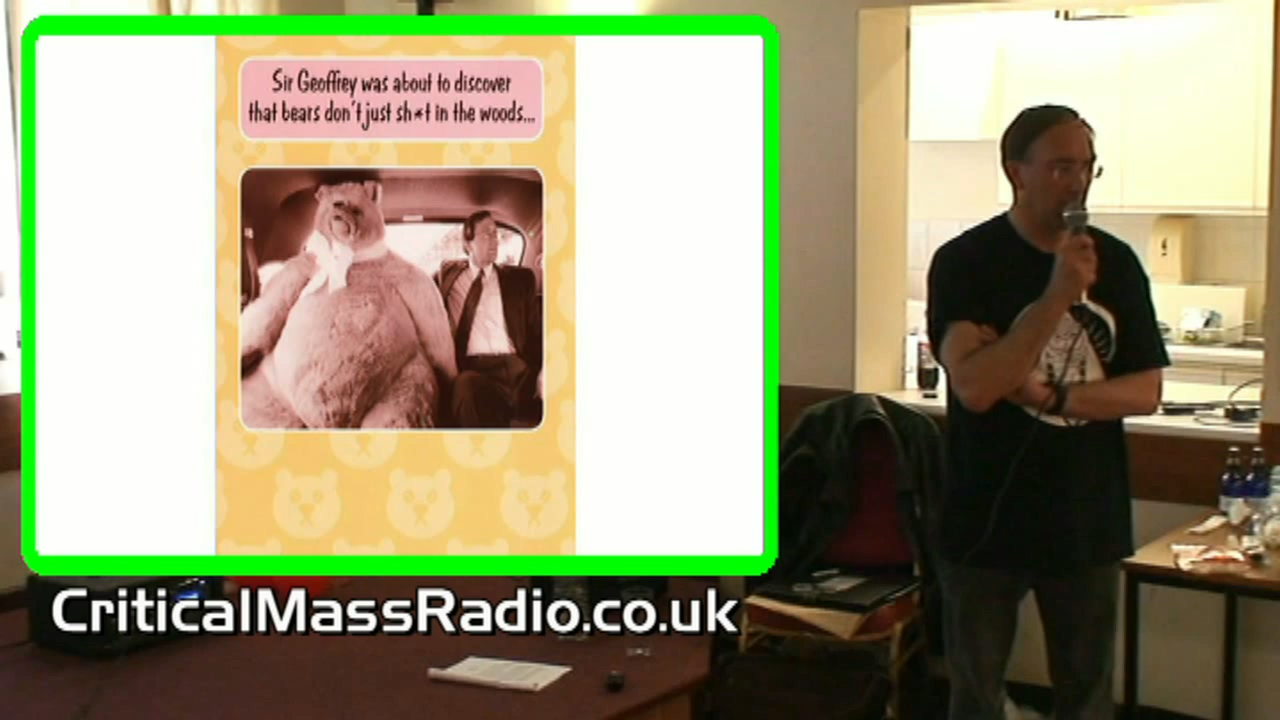 Sir Geoffrey was about to discover
that bears don't just sh*t in the woods...
CriticalMassRadio.co.uk